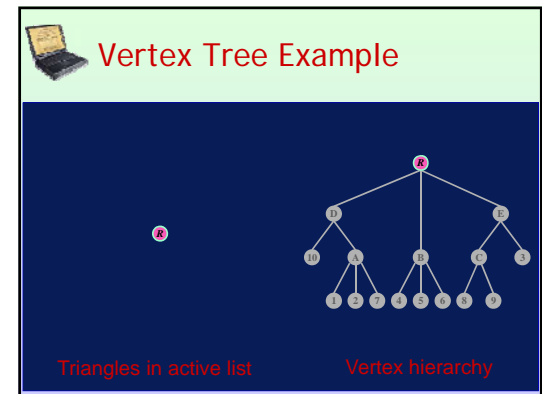 Vertex Tree Example
R
R
D
E
10
A
B
C
3
1
2
7
4
5
6
8
9
Triangles in active list
Vertex hierarchy